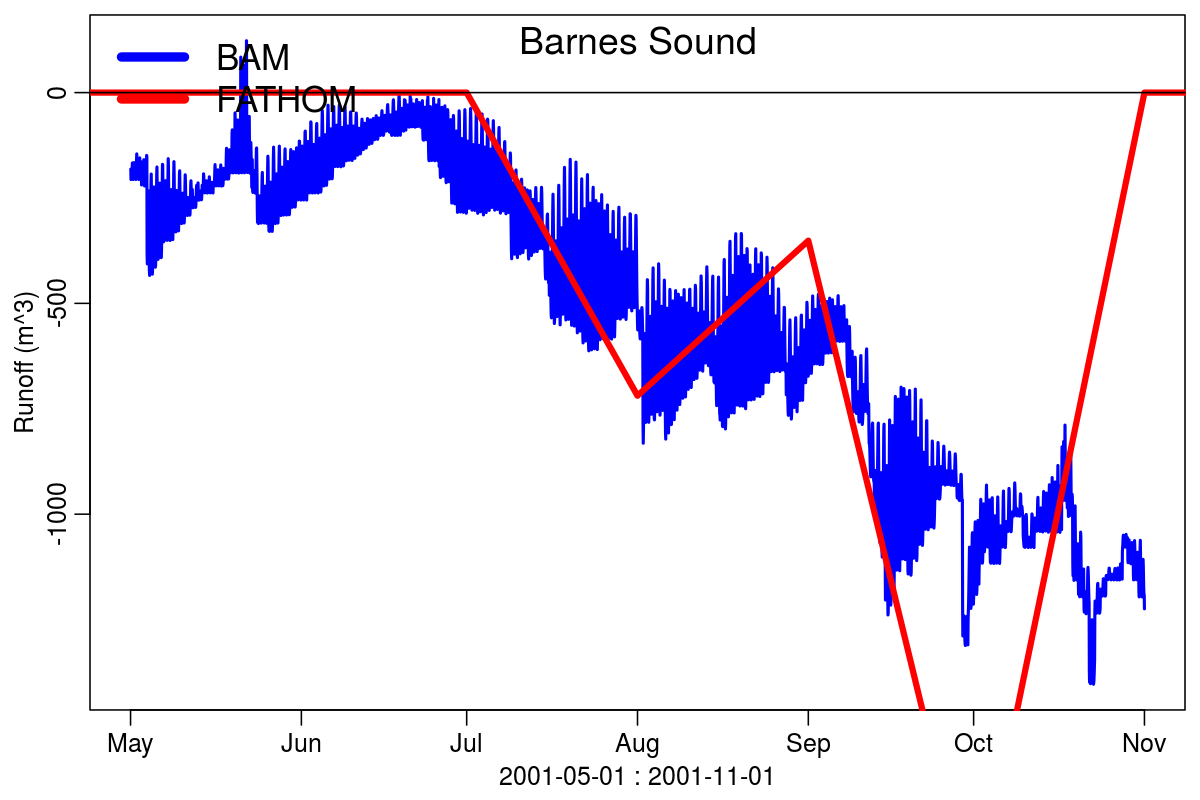 Barnes Sound
BAM
FATHOM
Runoff (m^3)
0
-500
-1000
May Jun Jul Aug Sep Oct Nov
2001-05-01 : 2001-11-01